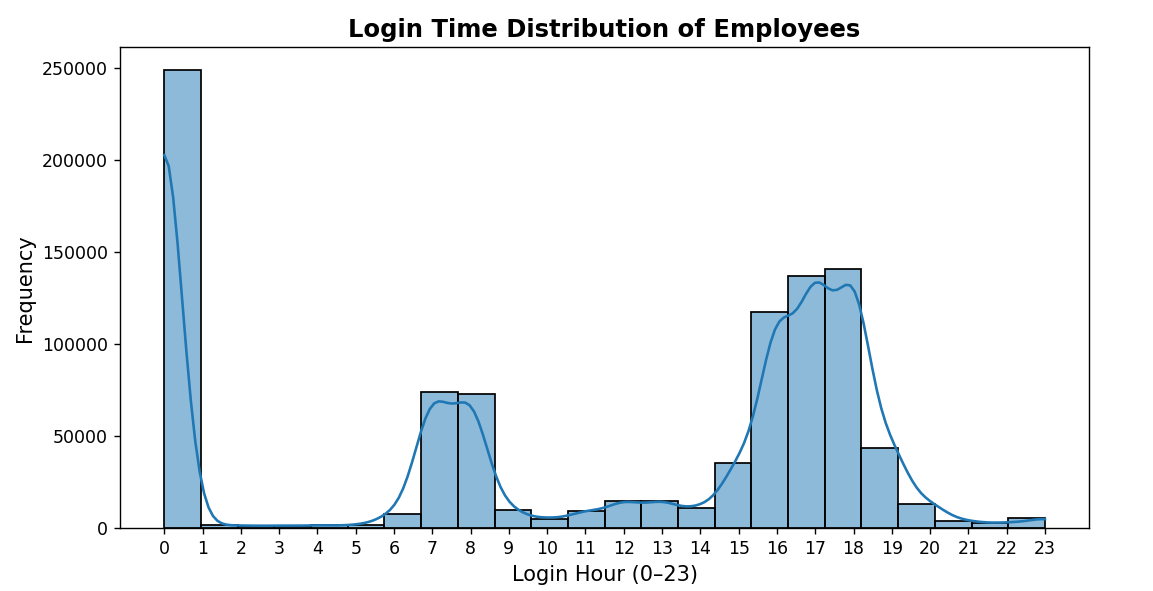 Login Time Distribution of Employees
Frequency
250000
200000
150000
100000
50000
0
0 1 2 3 4 5 6 7 8 9 10 11 12 13 14 15 16 17 18 19 20 21 22 23
Login Hour (0–23)